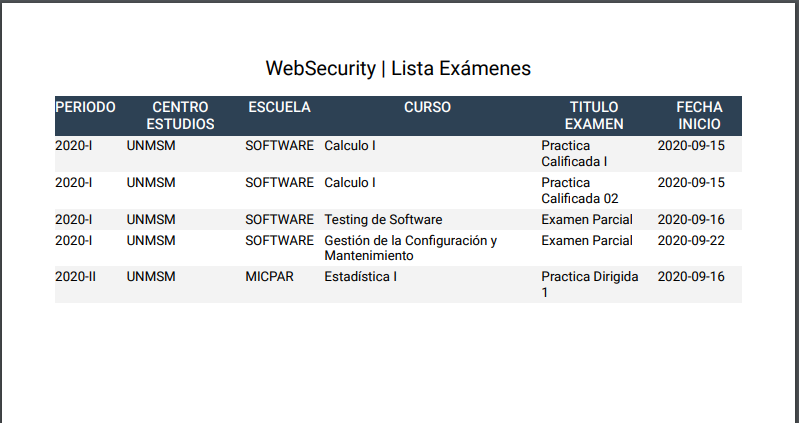 WebSecurity | Lista Exámenes
PERIODO CENTRO ESTUDIOS ESCUELA CURSO TITULO EXAMEN FECHA INICIO
2020-I UNMSM SOFTWARE Calculo I Practica Calificada I 2020-09-15
2020-I UNMSM SOFTWARE Calculo I Practica Calificada 02 2020-09-15
2020-I UNMSM SOFTWARE Testing de Software Examen Parcial 2020-09-16
2020-I UNMSM SOFTWARE Gestión de la Configuración y Mantenimiento Examen Parcial 2020-09-22
2020-II UNMSM MICPAR Estadística I Practica Dirigida 1 2020-09-16